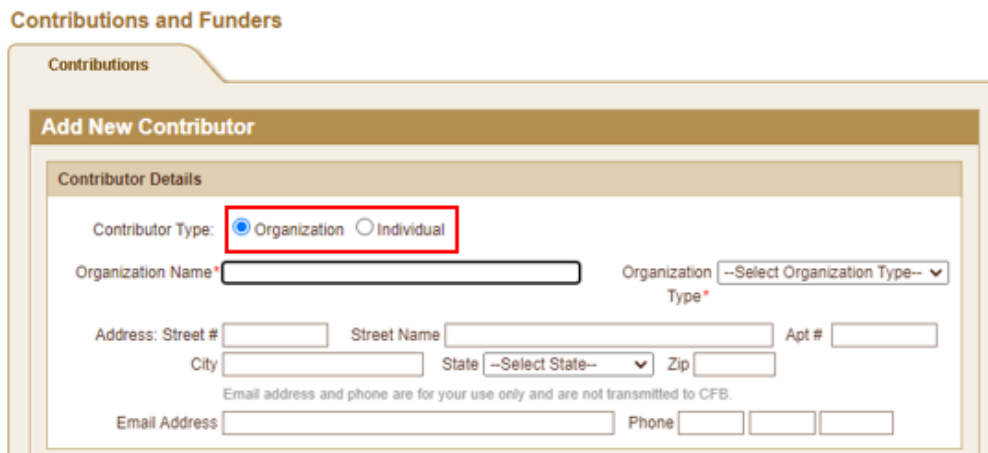 Contributions and Funders
Contributions
Add New Contributor
Contributor Details
Contributor Type: Organization Individual
Organization Name* Organization Type* --Select Organization Type--
Address: Street # Street Name Apt #
City State --Select State-- Zip
Email address and phone are for your use only and are not transmitted to CFB.
Email Address Phone